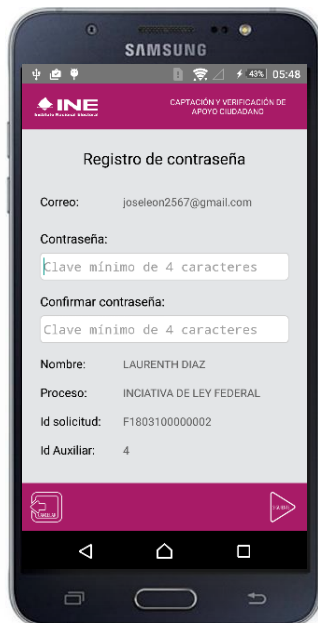 SAMSUNG
43% 05:48
INE
Instituto Nacional Electoral
CAPTACIÓN Y VERIFICACIÓN DE
APOYO CIUDADANO
Registro de contraseña
Correo: joseleon2567@gmail.com
Contraseña:
Clave mínimo de 4 caracteres
Confirmar contraseña:
Clave mínimo de 4 caracteres
Nombre: LAURENTH DIAZ
Proceso: INCIATIVA DE LEY FEDERAL
Id solicitud: F1803100000002
Id Auxiliar: 4
CANCELAR